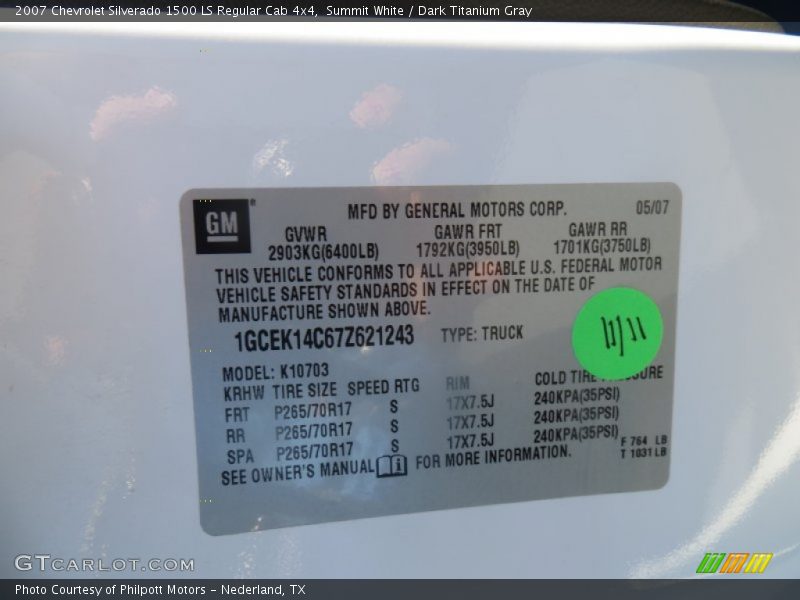 2007 Chevrolet Silverado 1500 LS Regular Cab 4x4, Summit White / Dark Titanium Gray
GM
MFD BY GENERAL MOTORS CORP. 05/07
GVWR GAWR FRT GAWR RR
2903KG(6400LB) 1792KG(3950LB) 1701KG(3750LB)
THIS VEHICLE CONFORMS TO ALL APPLICABLE U.S. FEDERAL MOTOR
VEHICLE SAFETY STANDARDS IN EFFECT ON THE DATE OF
MANUFACTURE SHOWN ABOVE.
1GCEK14C67Z621243 TYPE: TRUCK
MODEL: K10703
KRHW TIRE SIZE SPEED RTG RIM COLD TIRE
FRT P265/70R17 S 17X7.5J 240KPA(35PSI)
RR P265/70R17 S 17X7.5J 240KPA(35PSI)
SPA P265/70R17 S 17X7.5J 240KPA(35PSI)
F 764 LB
T 1031 LB
SEE OWNER'S MANUAL FOR MORE INFORMATION.
GTCARLOT.COM
Photo Courtesy of Philpott Motors - Nederland, TX